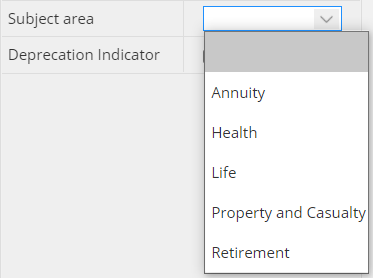 Subject area
Deprecation Indicator
Annuity
Health
Life
Property and Casualty
Retirement